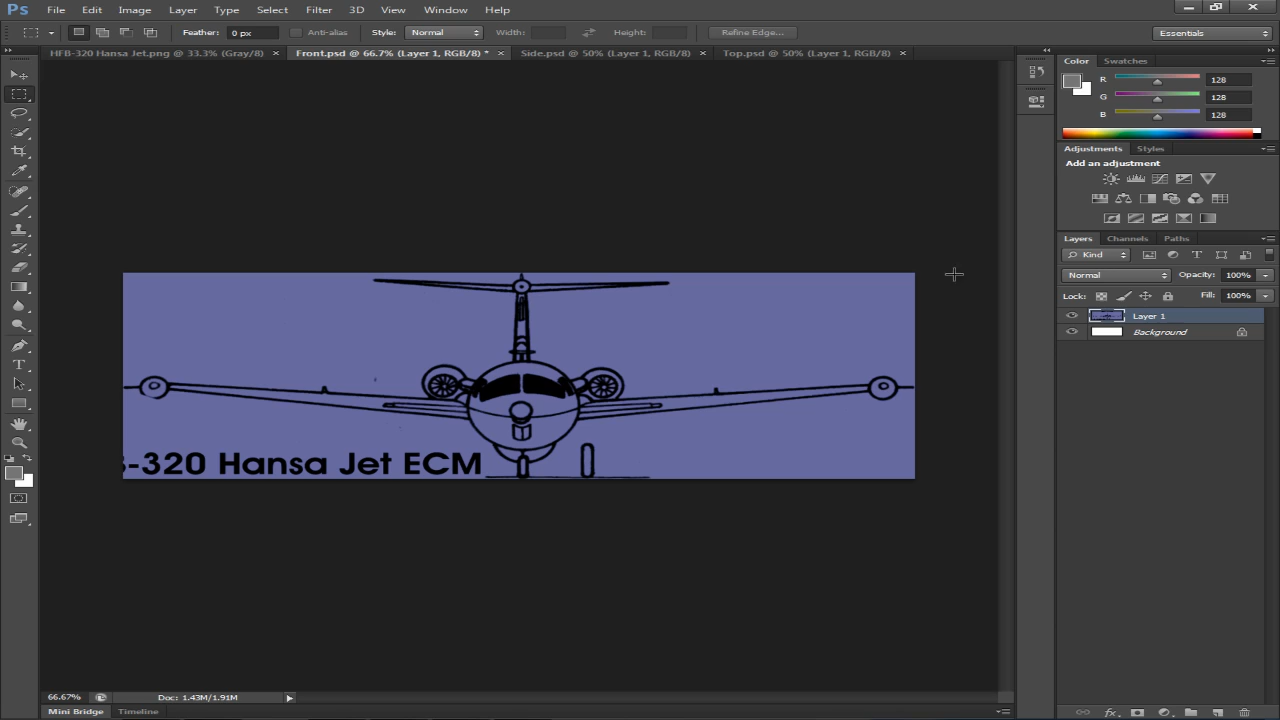 Ps File Edit Image Layer Type Select Filter 3D View Window Help
Feather: 0 px Anti-alias Style: Normal Width: Height: Refine Edge... Essentials
HFB-320 Hansa Jet.png @ 33.3% (Gray/8) × Front.psd @ 66.7% (Layer 1, RGB/8) * × Side.psd @ 50% (Layer 1, RGB/8) × Top.psd @ 50% (Layer 1, RGB/8) ×
Color Swatches
R 128
G 128
B 128
Adjustments Styles
Add an adjustment
Layers Channels Paths
Kind
Normal Opacity: 100%
Lock: Fill: 100%
Layer 1
Background
-320 Hansa Jet ECM
66.67% Doc: 1.43M/1.91M
Mini Bridge Timeline